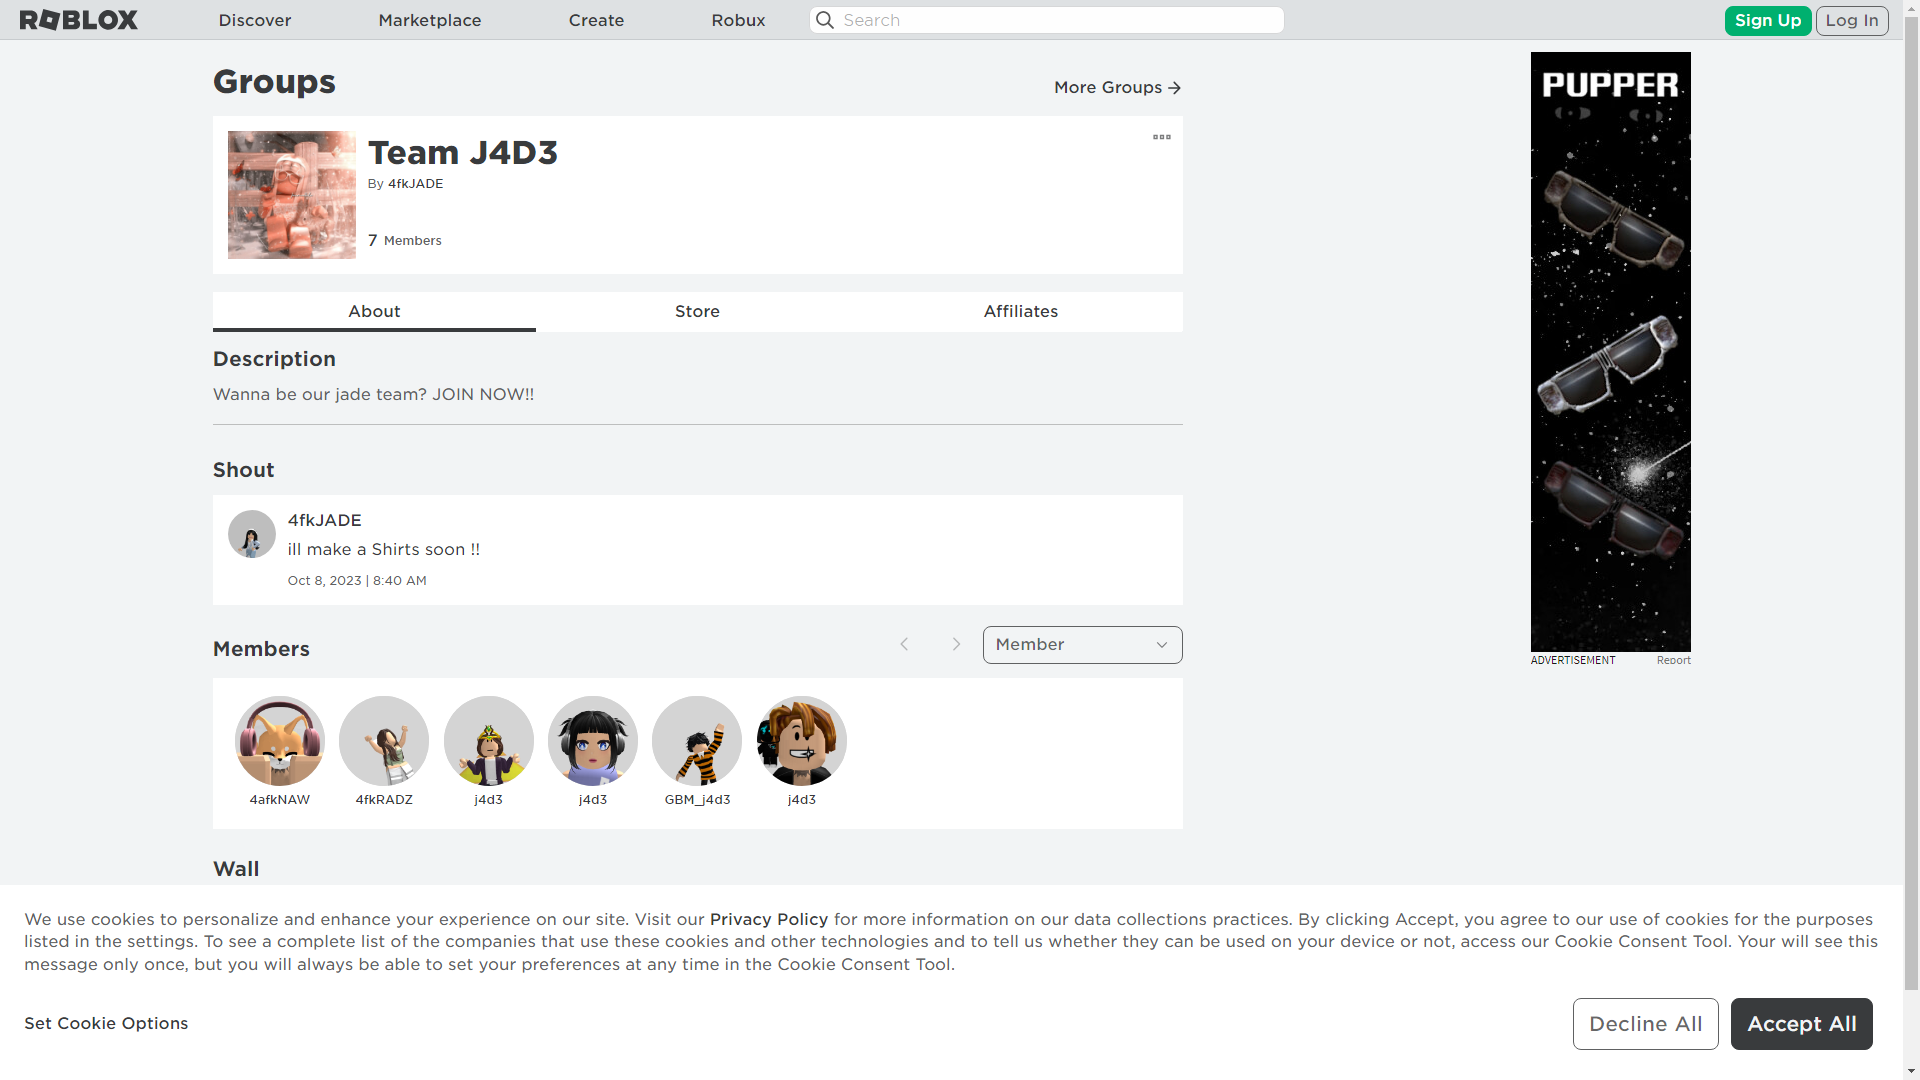 ROBLOX
Discover
Marketplace
Create
Robux
Search
Sign Up
Log In
Groups
More Groups
Team J4D3
By 4fkJADE
7 Members
About
Store
Affiliates
Description
Wanna be our jade team? JOIN NOW!!
Shout
4fkJADE
ill make a Shirts soon !!
Oct 8, 2023 | 8:40 AM
Members
Member
4afkNAW
4fkRADZ
j4d3
j4d3
GBM_j4d3
j4d3
Wall
PUPPER
ADVERTISEMENT
Report
We use cookies to personalize and enhance your experience on our site. Visit our Privacy Policy for more information on our data collections practices. By clicking Accept, you agree to our use of cookies for the purposes
listed in the settings. To see a complete list of the companies that use these cookies and other technologies and to tell us whether they can be used on your device or not, access our Cookie Consent Tool. Your will see this
message only once, but you will always be able to set your preferences at any time in the Cookie Consent Tool.
Set Cookie Options
Decline All
Accept All